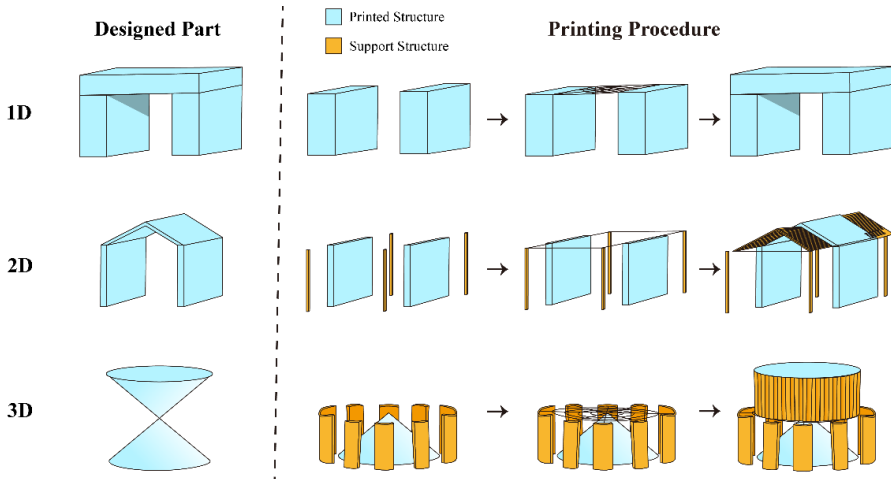 Designed Part
Printed Structure
Support Structure
Printing Procedure
1D
2D
3D